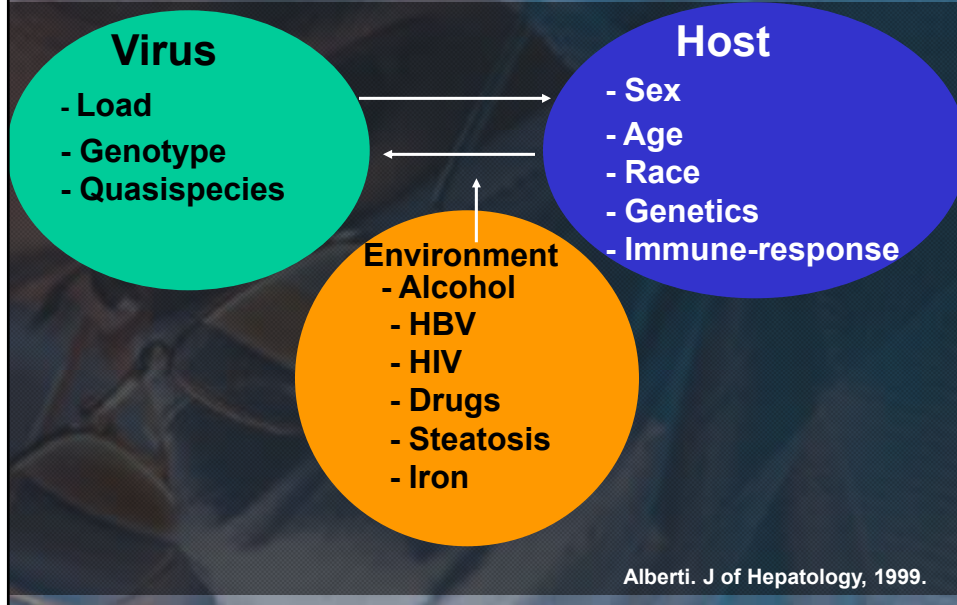 Virus
- Load
- Genotype
- Quasispecies
Host
- Sex
- Age
- Race
- Genetics
- Immune-response
Environment
- Alcohol
- HBV
- HIV
- Drugs
- Steatosis
- Iron
Alberti. J of Hepatology, 1999.